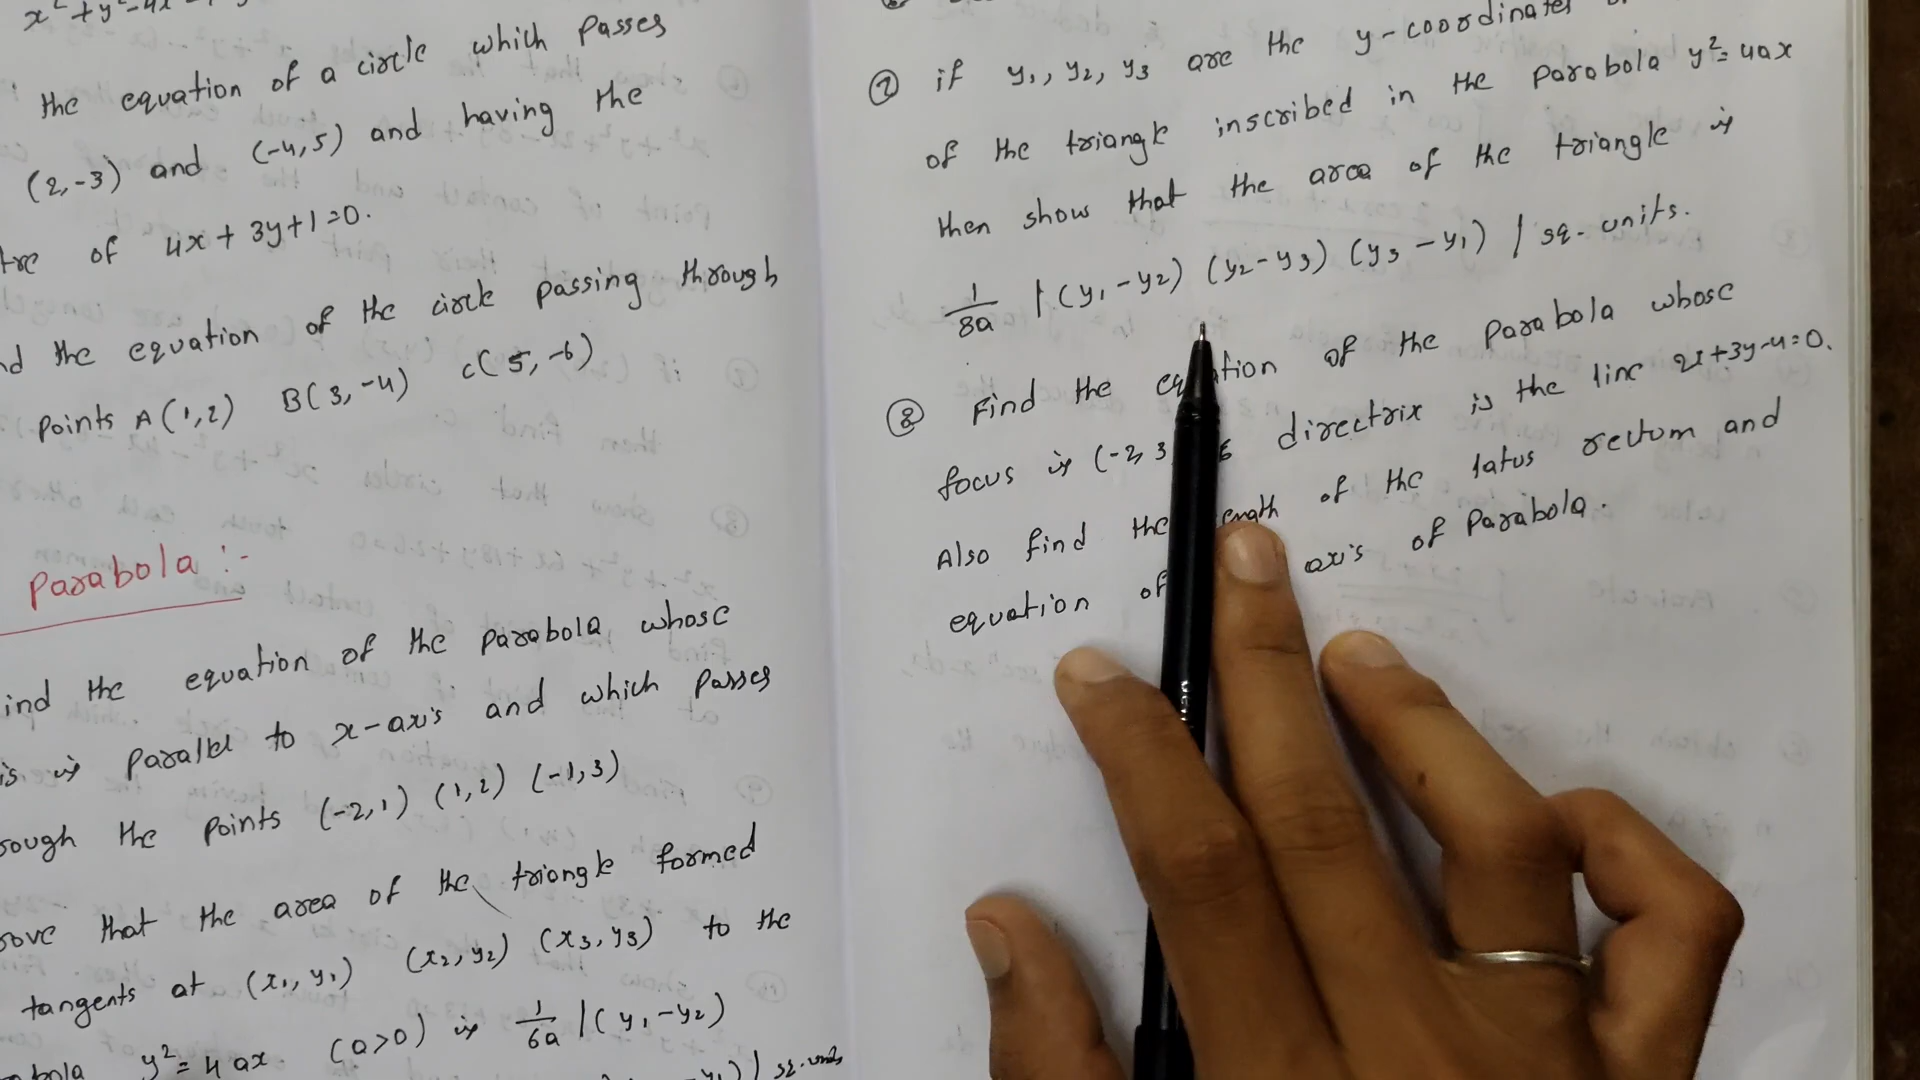 x² + y² - 4x
the equation of a circle which passes
(2,-3) and (-4,5) and having the
of 4x + 3y + 1 = 0.
the equation of the circle passing through
points A(1,2) B(3,-4) C(5,-6)
Parabola :-
ind the equation of the parabola whose
is is parallel to x-axis and which passes
rough the points (-2,1) (1,2) (-1,3)
rove that the area of the triangle formed
tangents at (x₁,y₁) (x₂,y₂) (x₃,y₃) to the
bola y² = 4ax (a>0) is 1/6a |(y₁-y₂)
y₁)| sq.units
⑦ if y₁, y₂, y₃ are the y-coordinates
of the triangle inscribed in the parabola y² = 4ax
then show that the area of the triangle is
1/8a |(y₁-y₂) (y₂-y₃) (y₃-y₁)| sq-units.
⑧ Find the equation of the parabola whose
focus is (-2,3 directrix is the line 2x+3y-4=0.
Also find the length of the latus rectum and
equation of axis of Parabola.